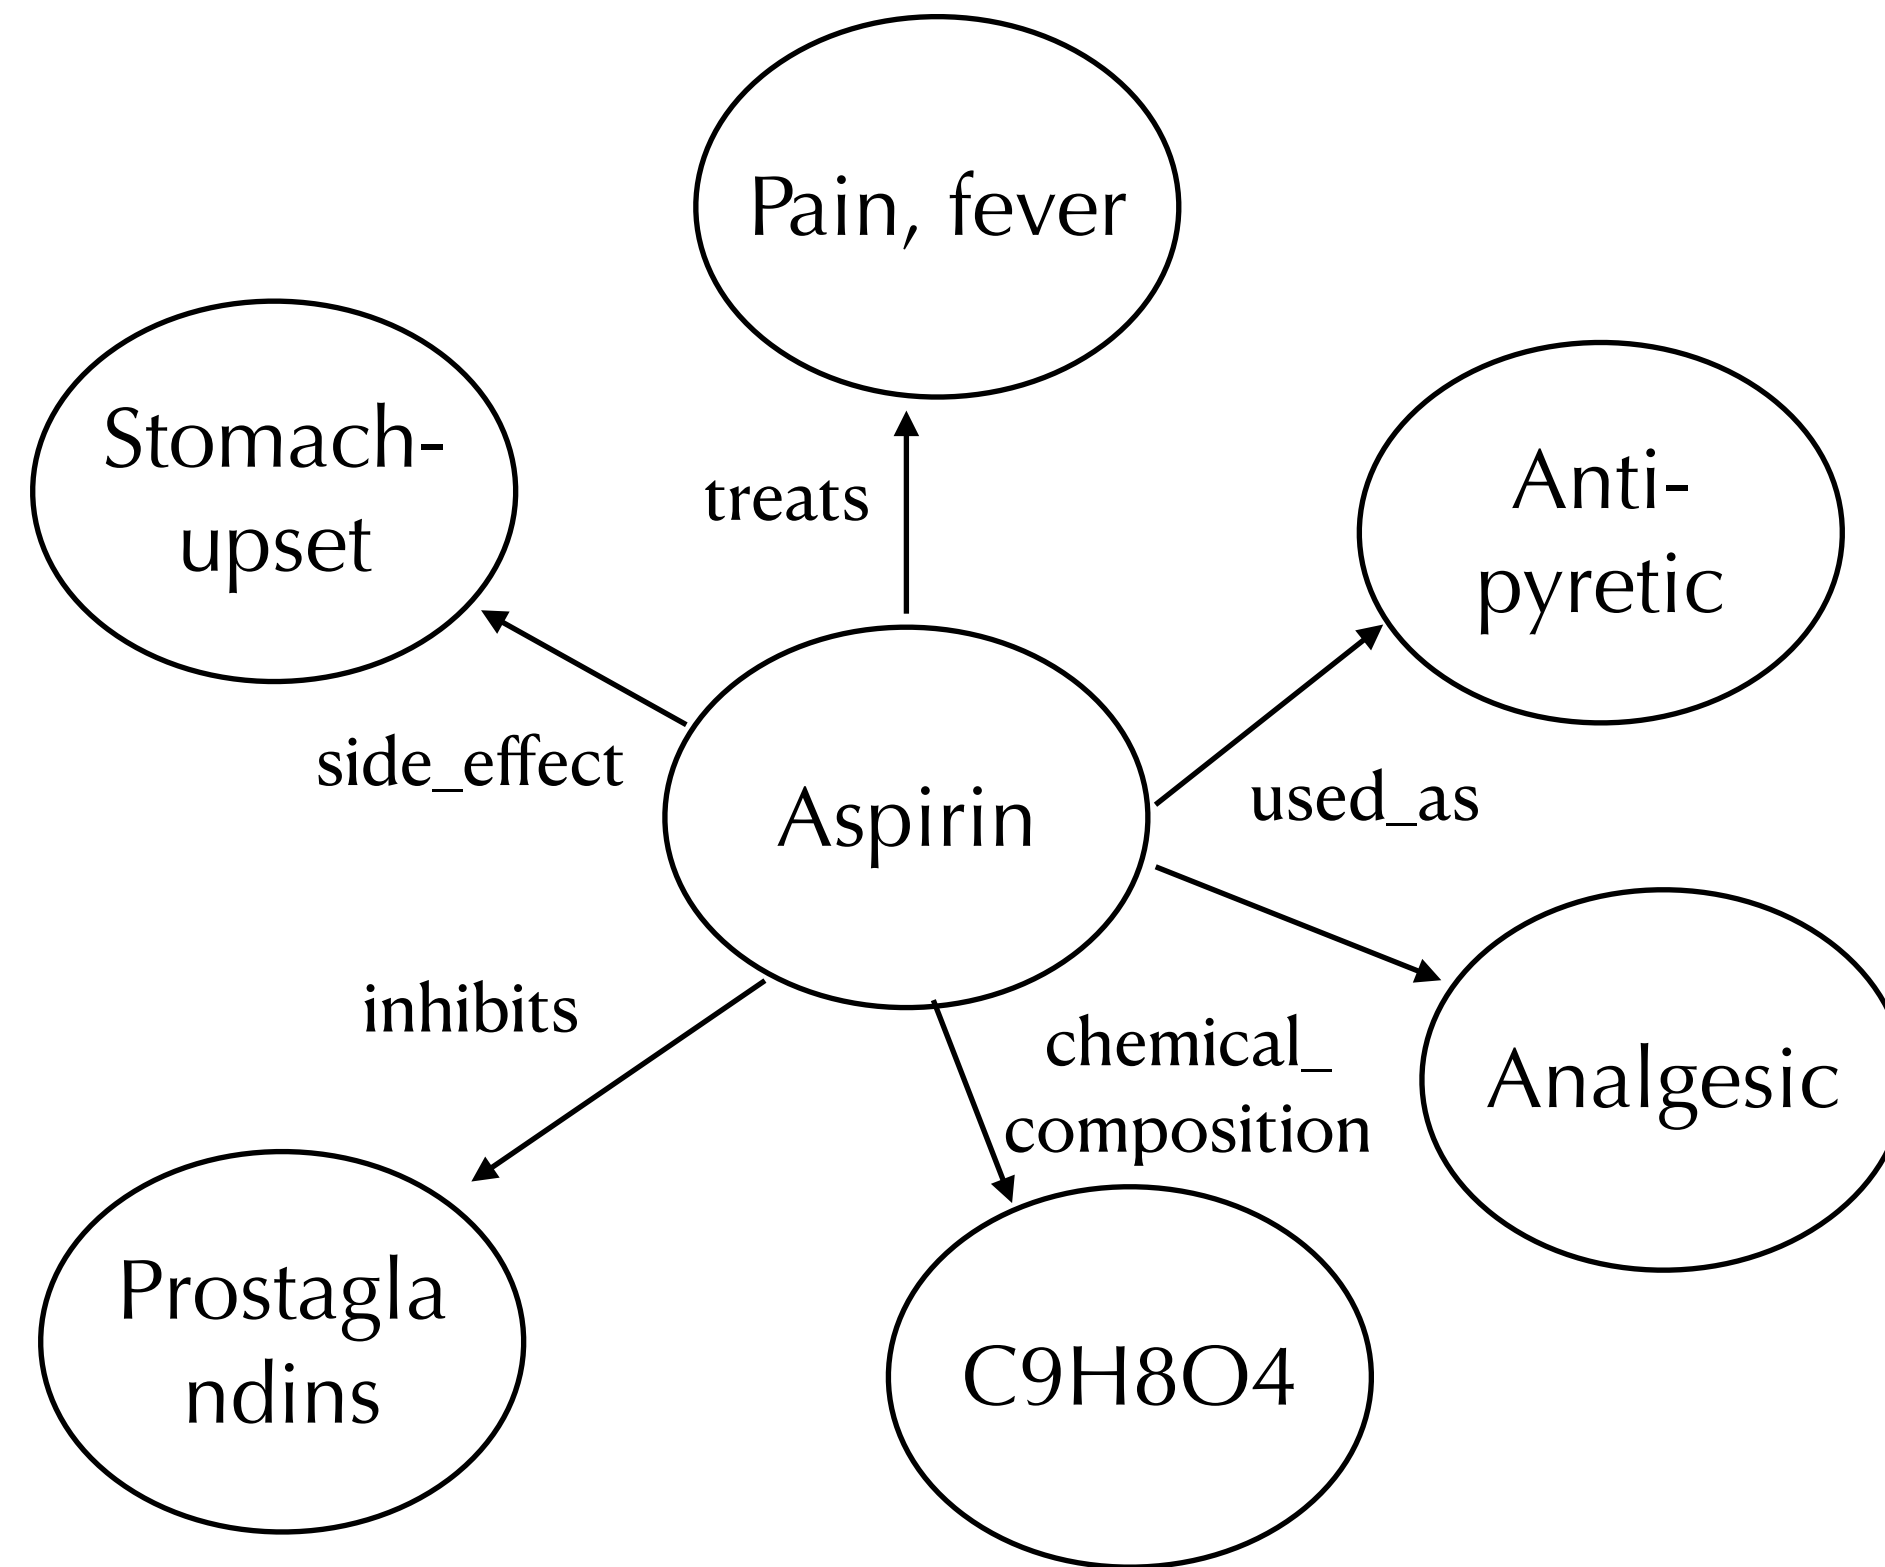 Pain, fever
Stomach-
upset
treats
Anti-
pyretic
side_effect
Aspirin
used_as
inhibits
chemical_
composition
Analgesic
Prostagla
ndins
C9H8O4